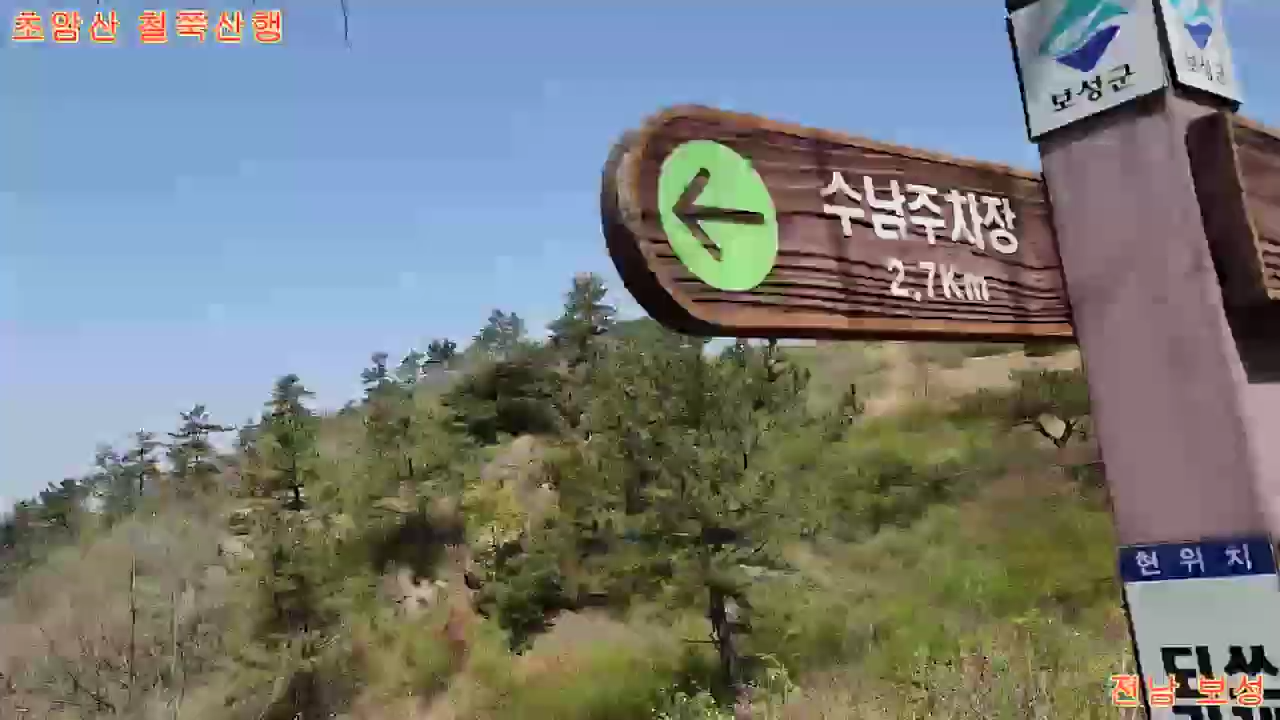 초암산 철쭉산행
보성군
보성군
수남주차장
2.7Km
현위치
전남 보성